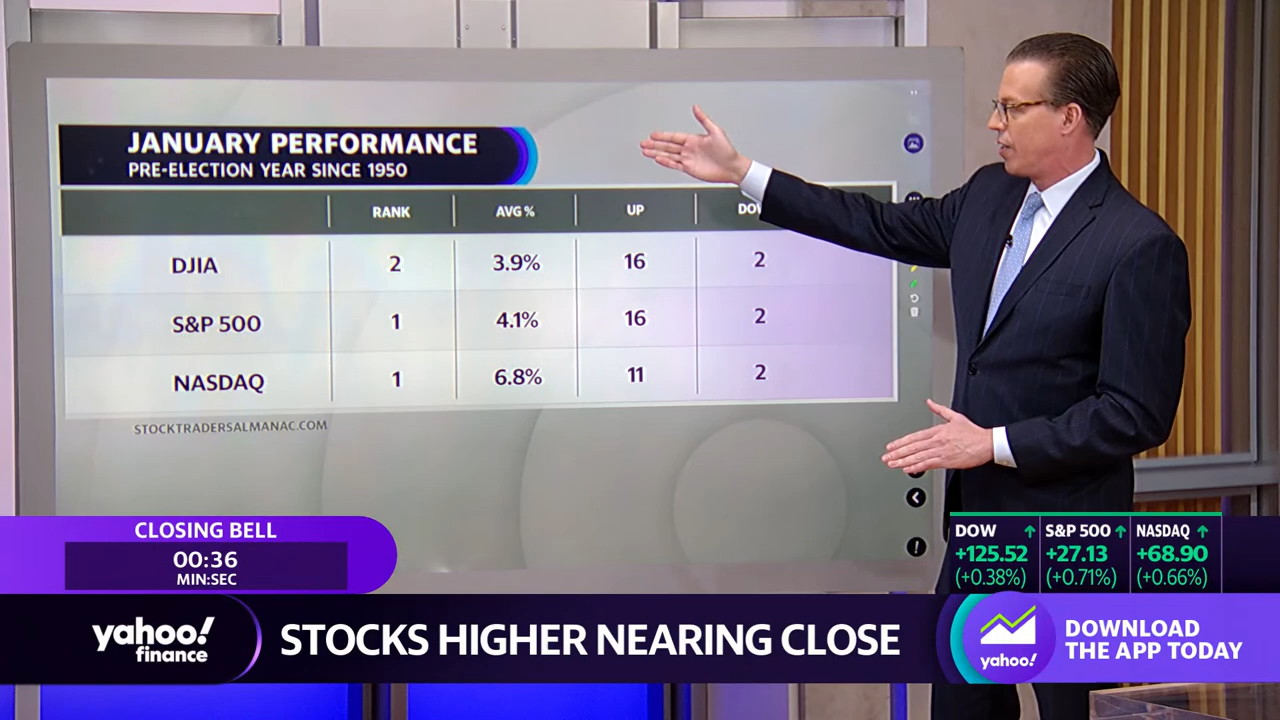 JANUARY PERFORMANCE
PRE-ELECTION YEAR SINCE 1950
RANK AVG % UP
DJIA 2 3.9% 16 2
S&P 500 1 4.1% 16 2
NASDAQ 1 6.8% 11 2
STOCKTRADERSALMANAC.COM
CLOSING BELL
00:36
MIN:SEC
DOW S&P 500 NASDAQ
+125.52 +27.13 +68.90
(+0.38%) (+0.71%) (+0.66%)
yahoo!
finance
STOCKS HIGHER NEARING CLOSE
yahoo!
DOWNLOAD
THE APP TODAY